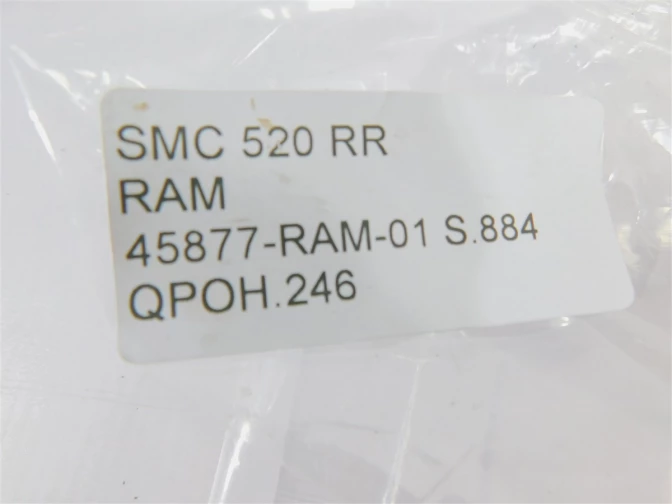 SMC 520 RR
RAM
45877-RAM-01 S.884
QPOH.246